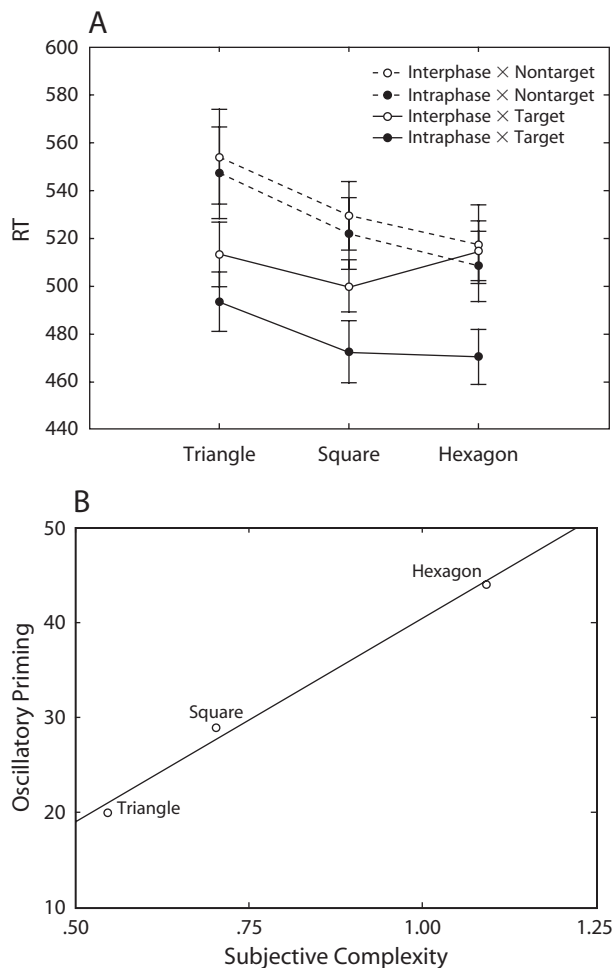 A
600
580
560
540
520
500
480
460
440
RT
Interphase × Nontarget
Intraphase × Nontarget
Interphase × Target
Intraphase × Target
Triangle Square Hexagon
B
50
40
30
20
10
Oscillatory Priming
Hexagon
Square
Triangle
.50 .75 1.00 1.25
Subjective Complexity